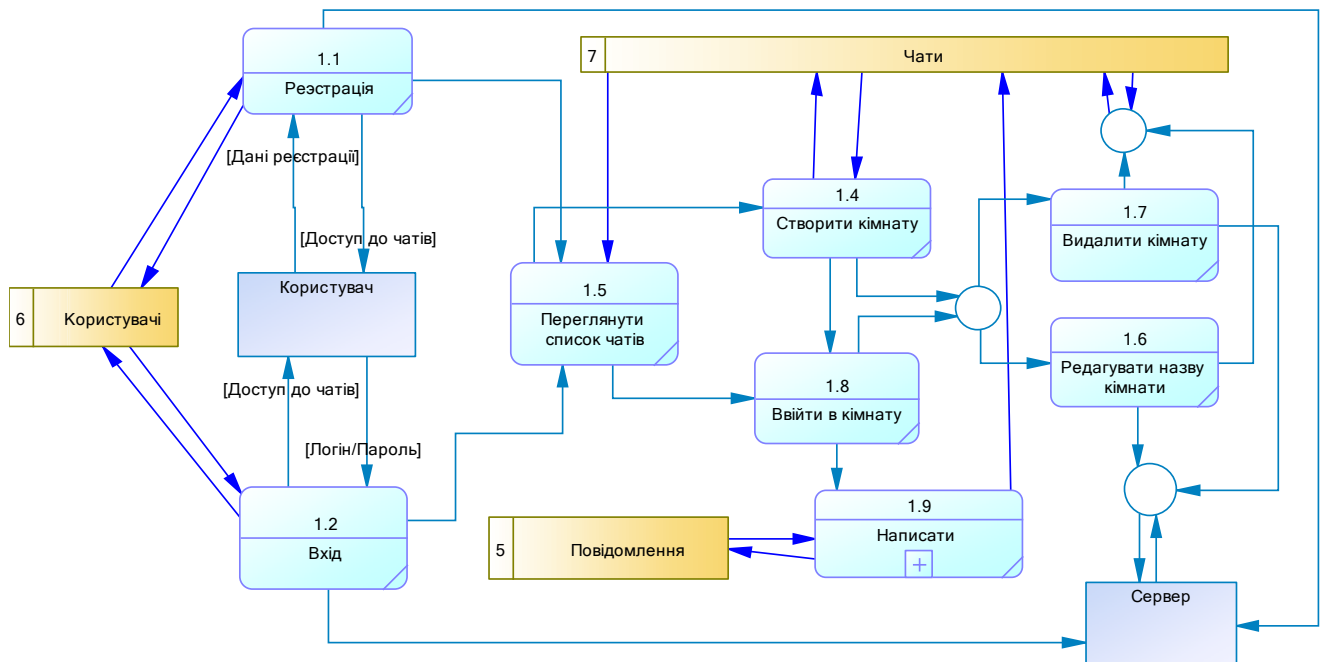 1.1
Реэстрація
7
Чати
[Дані реєстрації]
1.4
Створити кімнату
1.7
Видалити кімнату
[Доступ до чатів]
Користувач
1.5
Переглянути
список чатів
6
Користувачі
1.6
Редагувати назву
кімнати
1.8
Ввійти в кімнату
[Доступ до чатів]
[Логін/Пароль]
1.2
Вхід
1.9
Написати
5
Повідомлення
Сервер